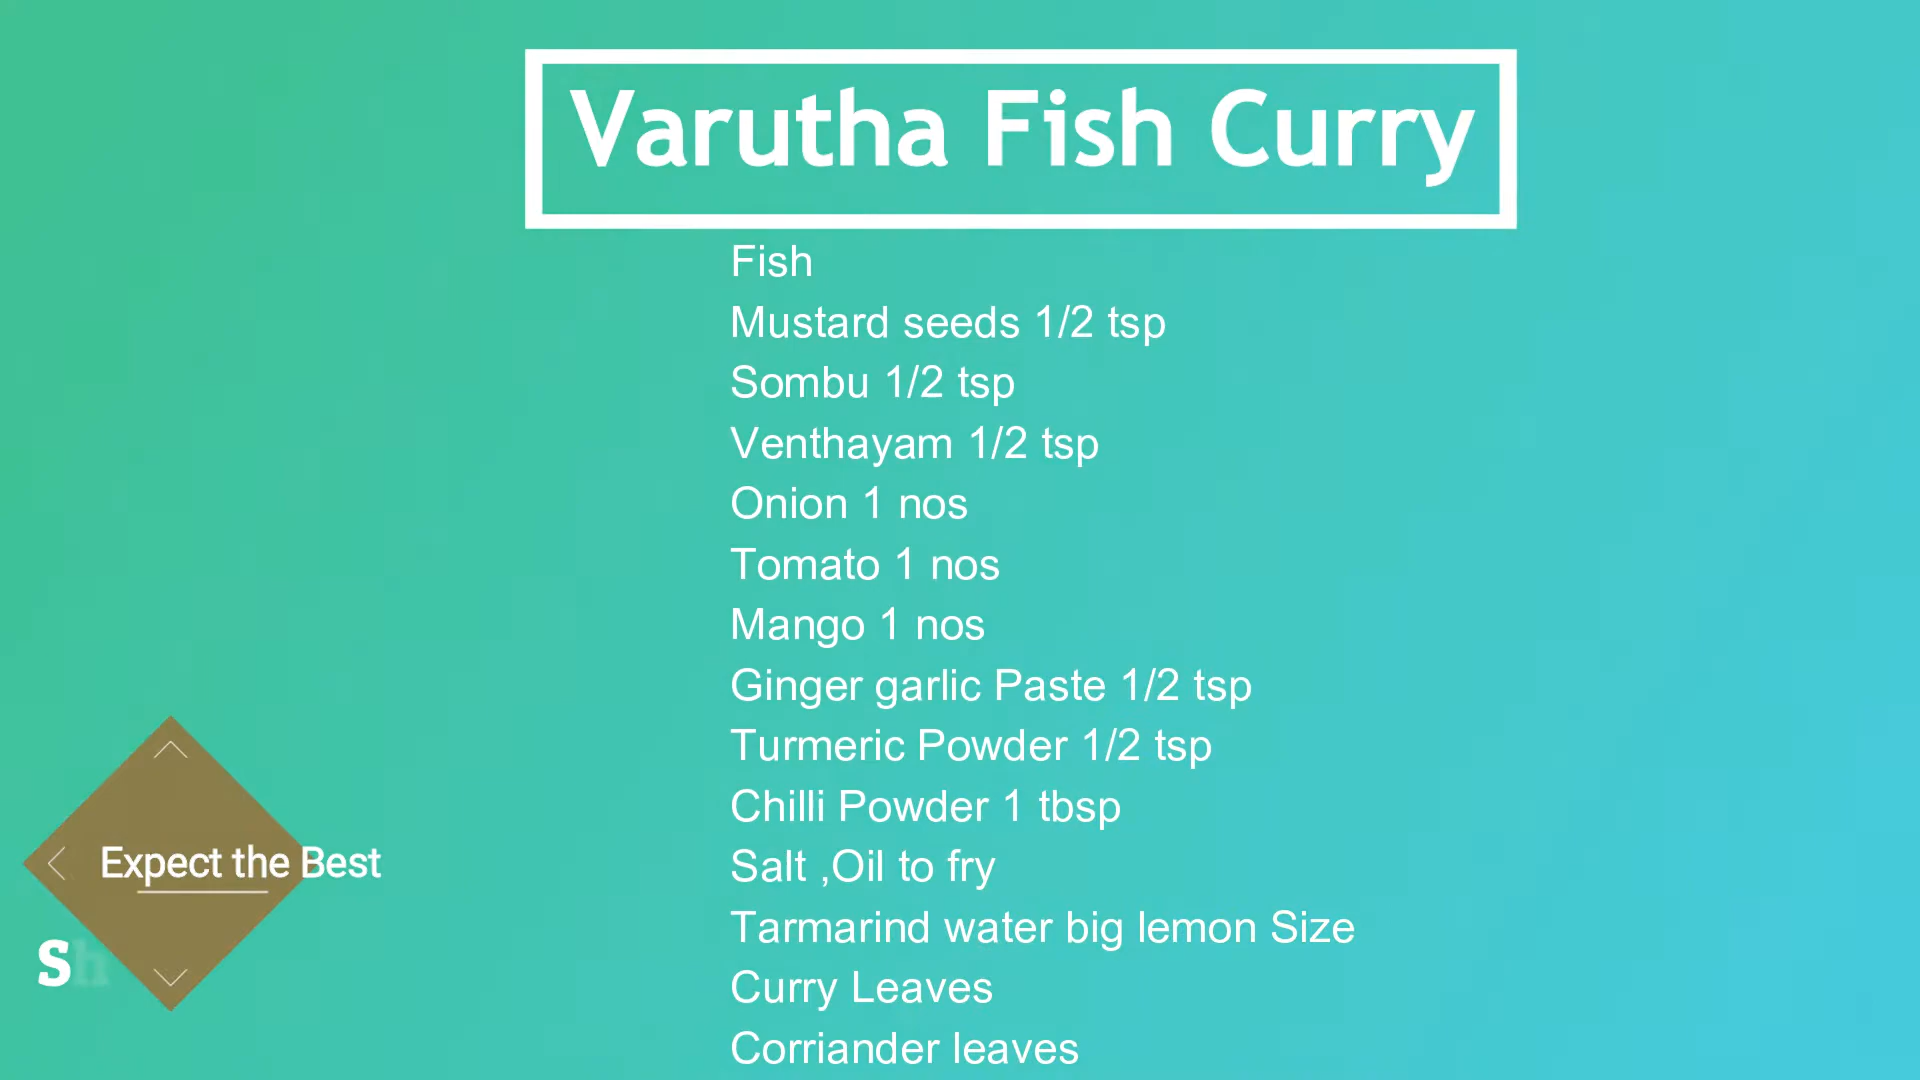 Varutha Fish Curry
Fish
Mustard seeds 1/2 tsp
Sombu 1/2 tsp
Venthayam 1/2 tsp
Onion 1 nos
Tomato 1 nos
Mango 1 nos
Ginger garlic Paste 1/2 tsp
Turmeric Powder 1/2 tsp
Chilli Powder 1 tbsp
Salt ,Oil to fry
Tarmarind water big lemon Size
Curry Leaves
Corriander leaves
Expect the Best
Sh